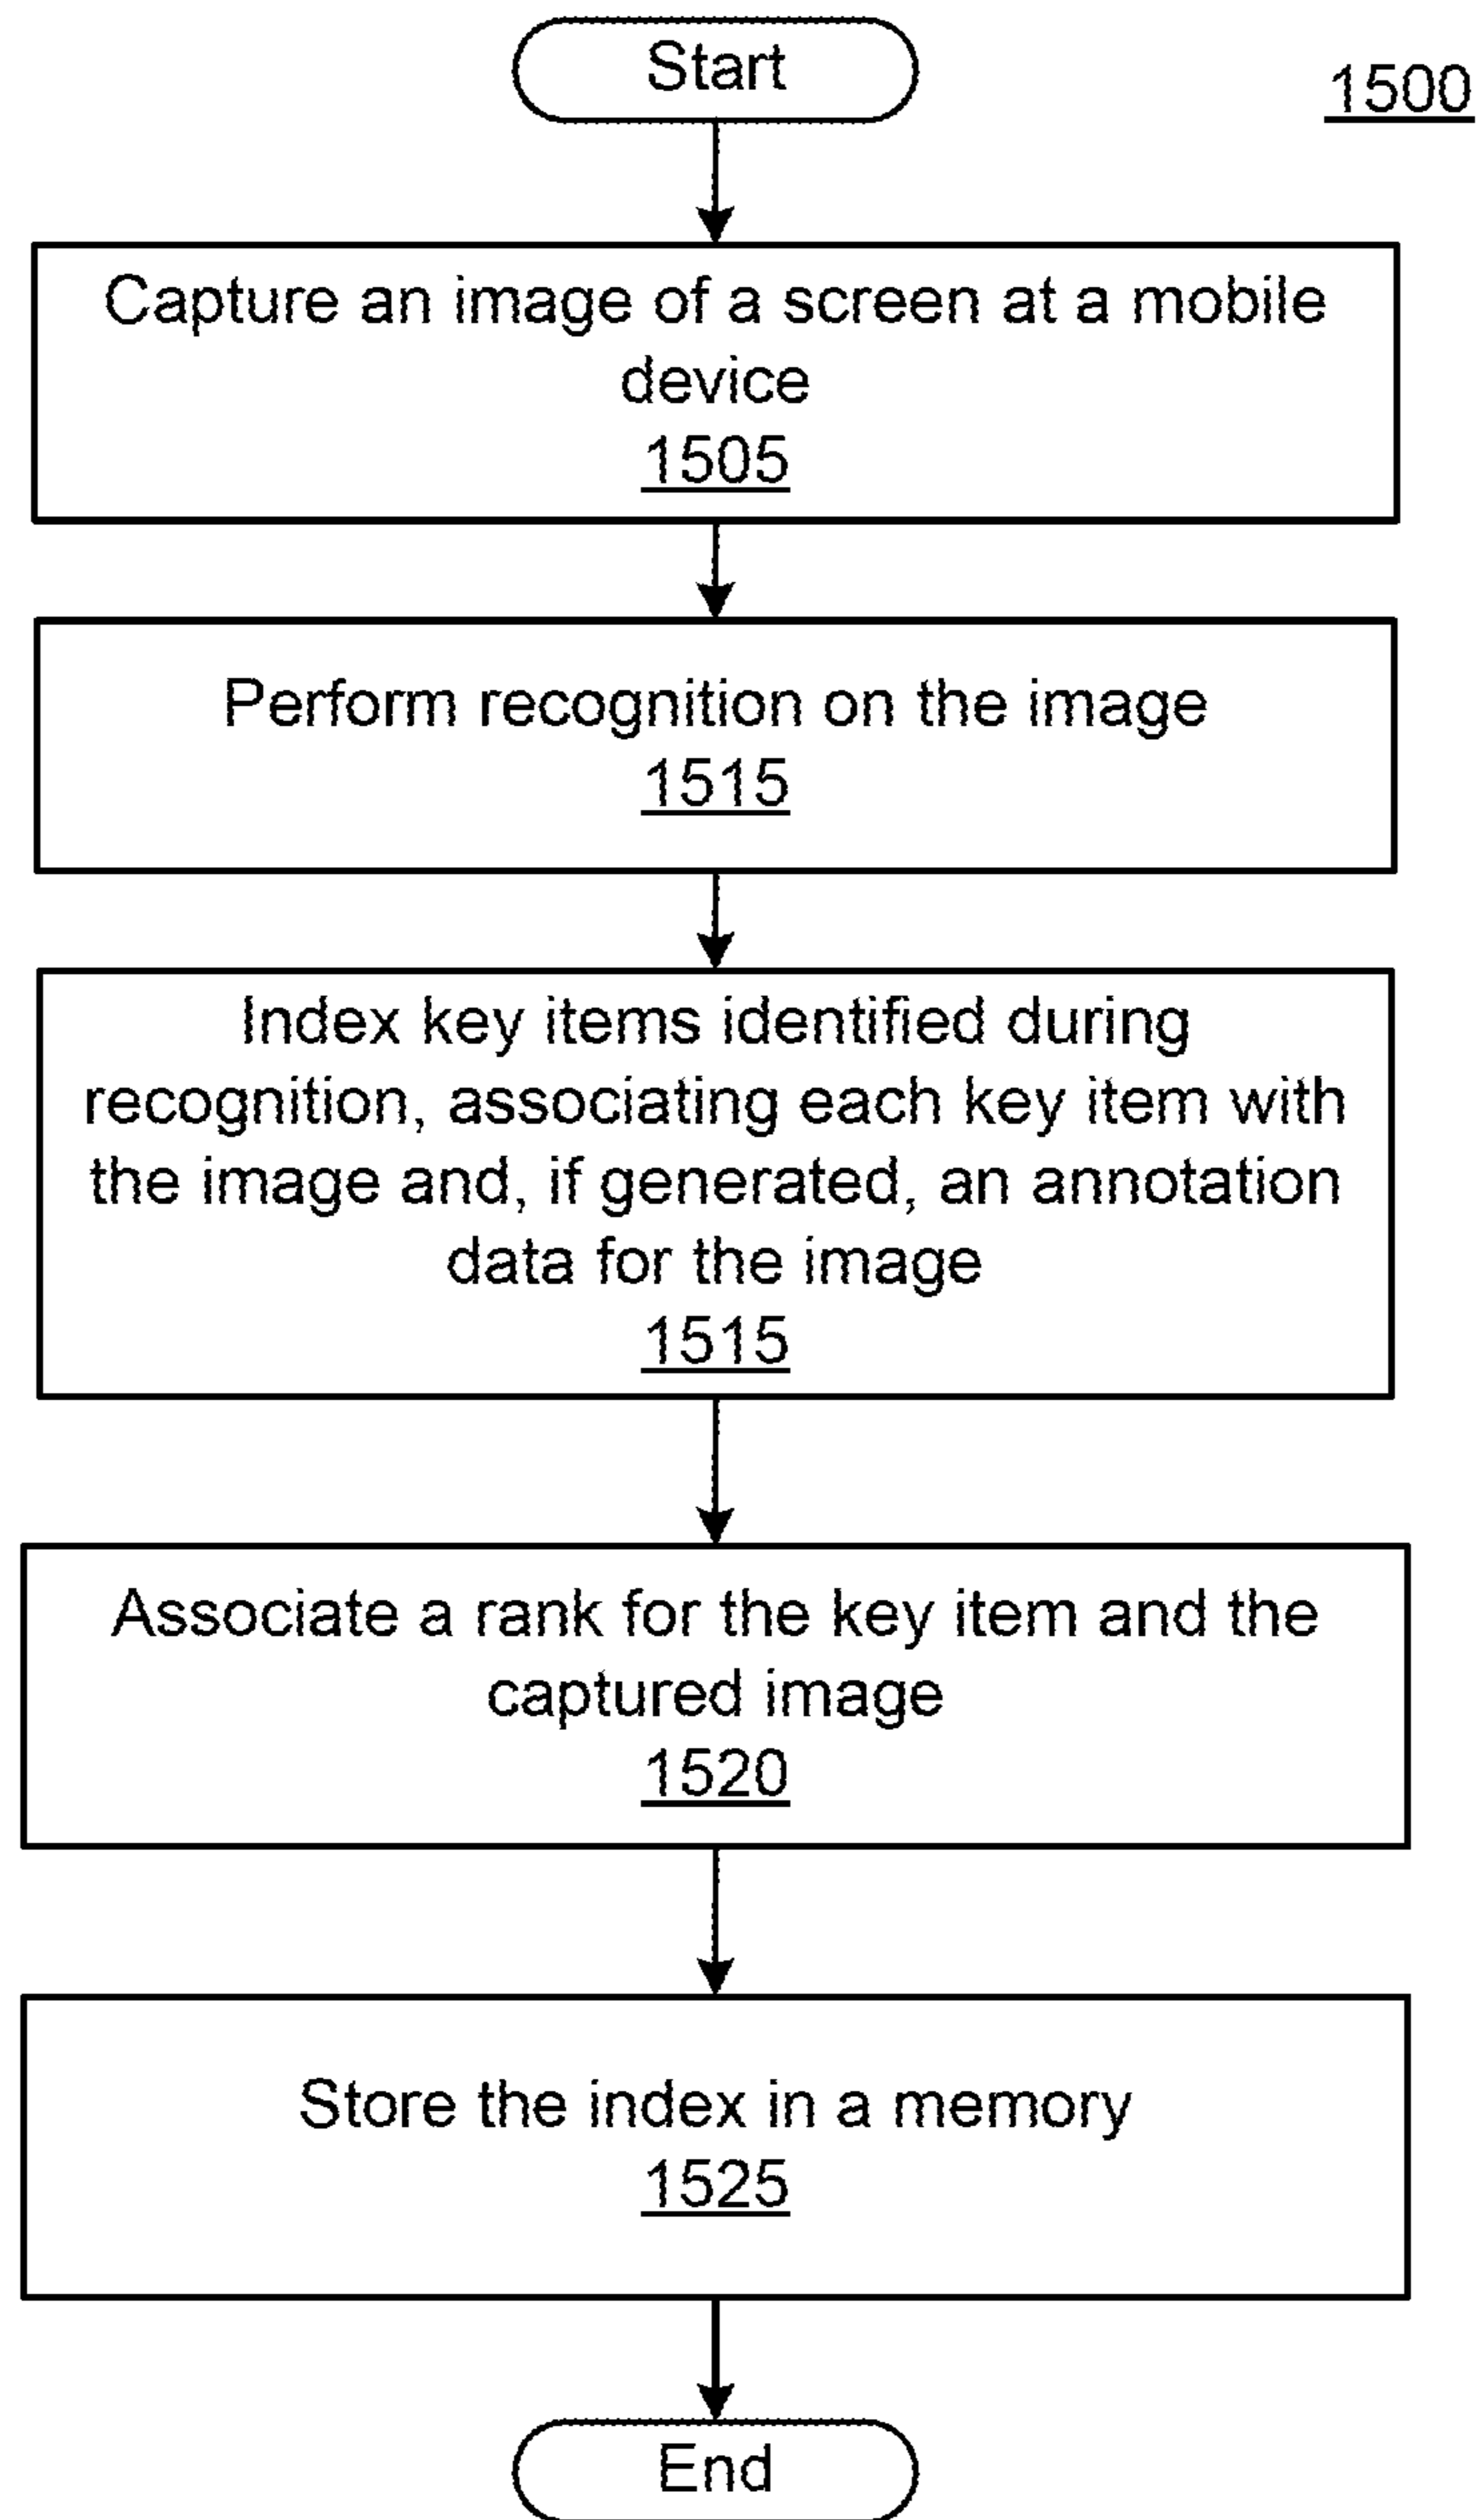 Start
1500
Capture an image of a screen at a mobile
device
1505
Perform recognition on the image
1515
Index key items identified during
recognition, associating each key item with
the image and, if generated, an annotation
data for the image
1515
Associate a rank for the key item and the
captured image
1520
Store the index in a memory
1525
End